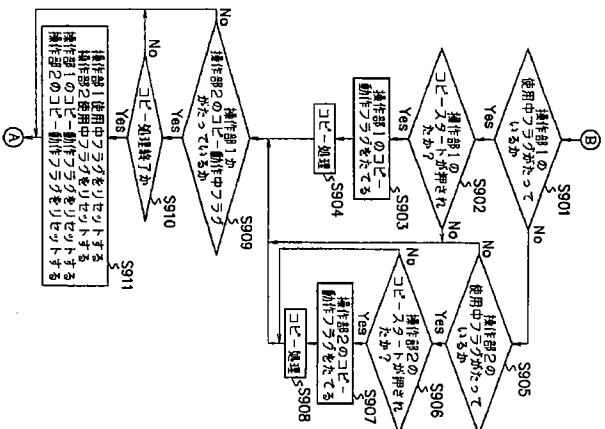 B
操作部1の
使用中フラグがたって
いるか
S901
No
Yes
操作部1の
コピースタートが押され
たか?
S902
No
Yes
操作部1のコピー
動作フラグをたてる
S903
コピー処理
S904
操作部2の
使用中フラグがたって
いるか
S905
No
Yes
操作部2の
コピースタートが押され
たか?
S906
No
Yes
操作部2のコピー
動作フラグをたてる
S907
コピー処理
S908
操作部1か
操作部2のコピー動作中フラグ
がたっているか
S909
No
Yes
コピー処理終了か
S910
No
Yes
操作部1使用中フラグをリセットする
操作部2使用中フラグをリセットする
操作部1のコピー動作フラグをリセットする
操作部2のコピー動作フラグをリセットする
S911
A